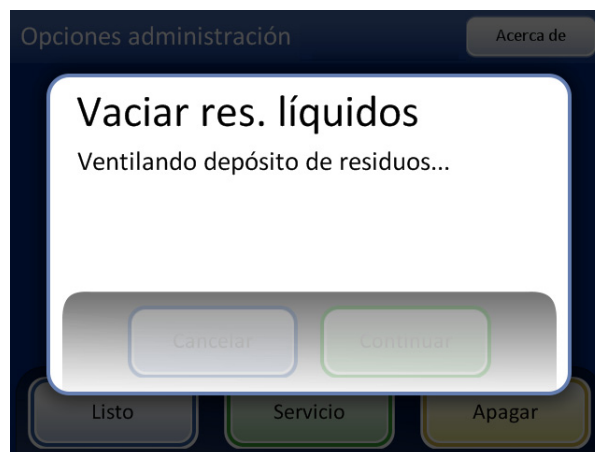 Opciones administración
Acerca de
Vaciar res. líquidos
Ventilando depósito de residuos...
Cancelar
Continuar
Listo
Servicio
Apagar